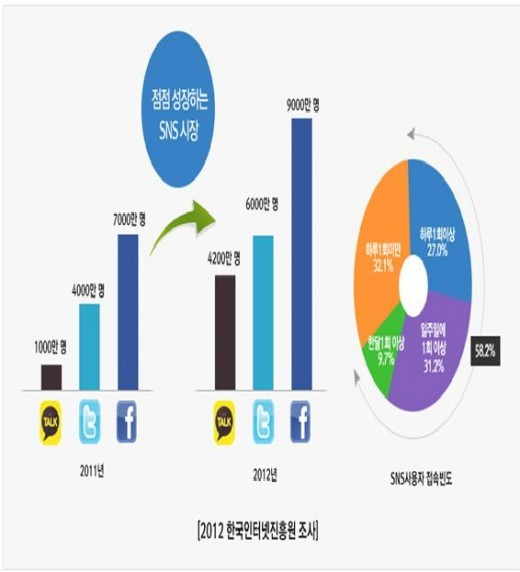 점점 성장하는
SNS 시장
1000만 명
4000만 명
7000만 명
TALK
t
f
2011년
4200만 명
6000만 명
9000만 명
TALK
t
f
2012년
하루1회이상
27.0%
일주일에
1회 이상
31.2%
한달1회 이상
9.7%
하루1회미만
32.1%
58.2%
SNS사용자 접속빈도
[2012 한국인터넷진흥원 조사]